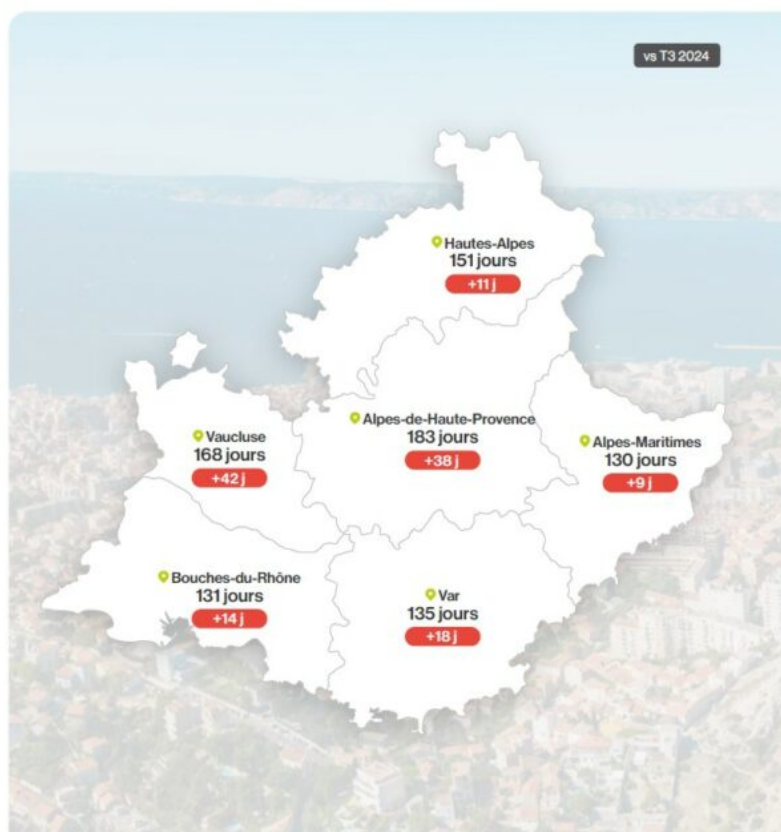 vs T3 2024
Hautes-Alpes
151 jours
+11 j
Alpes-de-Haute-Provence
183 jours
+38 j
Vaucluse
168 jours
+42 j
Alpes-Maritimes
130 jours
+9 j
Bouches-du-Rhône
131 jours
+14 j
Var
135 jours
+18 j